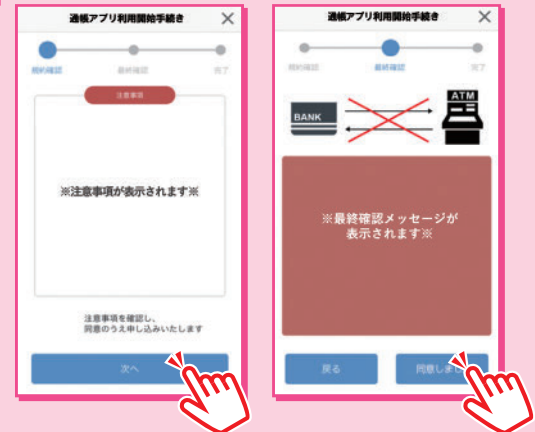 通帳アプリ利用開始手続き
規約確認
最終確認
完了
注意事項
※注意事項が表示されます※
注意事項を確認し、
同意のうえ申し込みいたします
次へ
通帳アプリ利用開始手続き
規約確認
最終確認
完了
BANK
ATM
※最終確認メッセージが
表示されます※
戻る
同意しまし